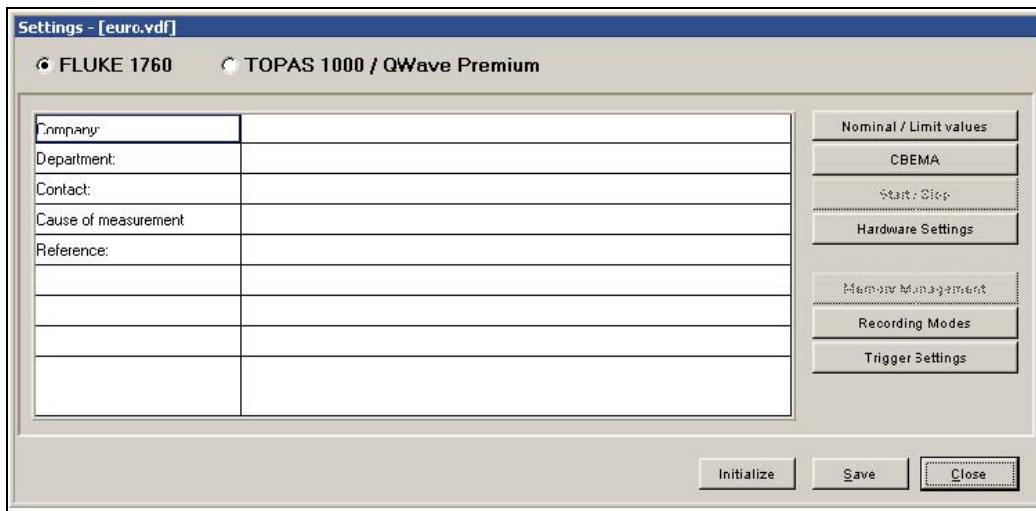 Settings - [euro.vdf]
FLUKE 1760 TOPAS 1000 / QWave Premium
Company:
Department:
Contact:
Cause of measurement
Reference:
Nominal / Limit values
CBEMA
Start / Stop
Hardware Settings
Memory Management
Recording Modes
Trigger Settings
Initialize Save Close